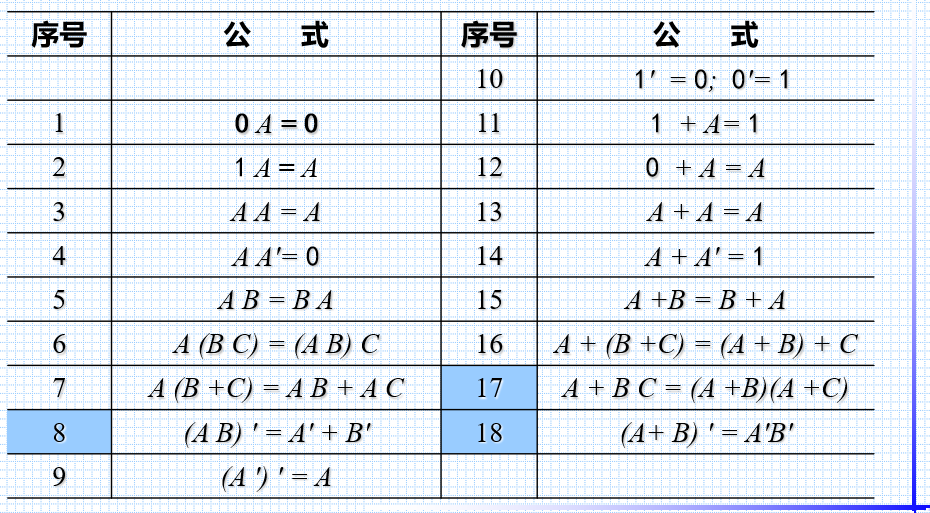 序号 公 式 序号 公 式
10 1′ = 0; 0′= 1
1 0 A = 0 11 1 + A= 1
2 1 A = A 12 0 + A = A
3 A A = A 13 A + A = A
4 A A′= 0 14 A + A′ = 1
5 A B = B A 15 A +B = B + A
6 A (B C) = (A B) C 16 A + (B +C) = (A + B) + C
7 A (B +C) = A B + A C 17 A + B C = (A +B)(A +C)
8 (A B) ′ = A′ + B′ 18 (A+ B) ′ = A′B′
9 (A ′) ′ = A